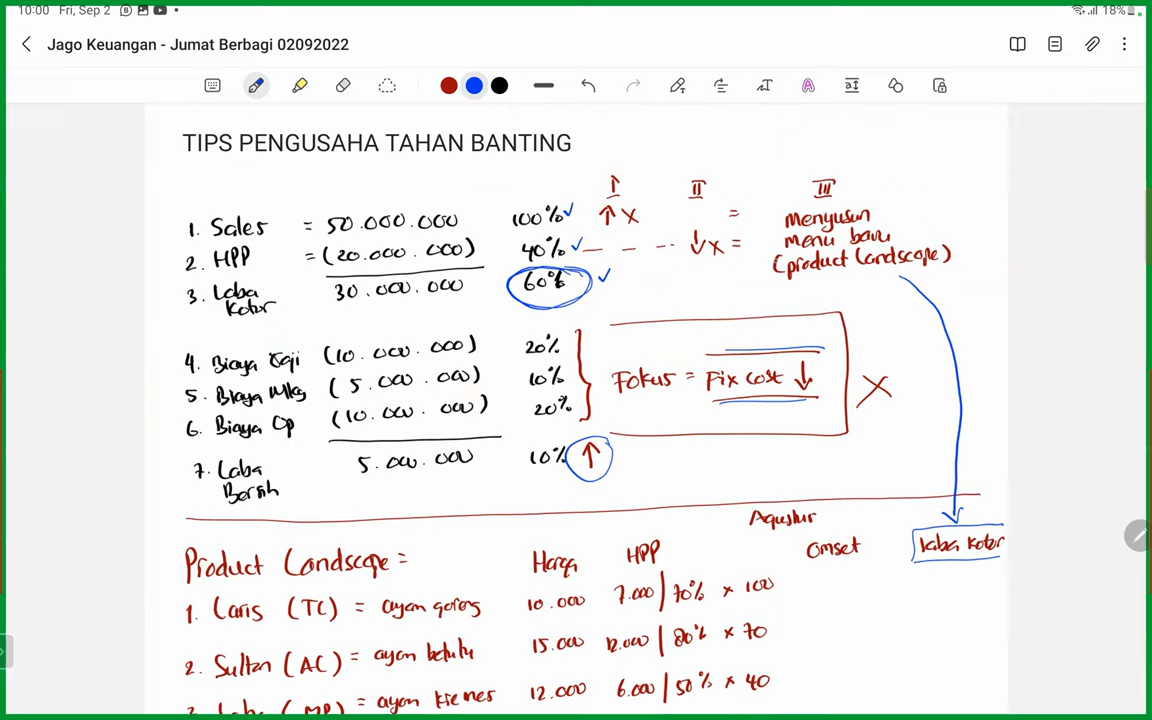 10:00 Fri, Sep 2
18%
Jago Keuangan - Jumat Berbagi 02092022
TIPS PENGUSAHA TAHAN BANTING
I II III
1. Sales = 50.000.000 100% ↑ X = Menyusun
menu baru
2. HPP = (20.000.000) 40% - - - - ↓ X = (product landscape)
3. Laba Kotor 30.000.000 60%
4. Biaya Gaji (10.000.000) 20%
5. Biaya Mkg (5.000.000) 10% Fokus = Fix cost ↓ X
6. Biaya Op (10.000.000) 20%
7. Laba Bersih 5.000.000 10% ↑
Agustus
Product Landscape = Harga HPP Omset Laba Kotor
1. Laris (TC) = ayam goreng 10.000 7.000 | 70% x 100
2. Sultan (AC) = ayam betutu 15.000 12.000 | 80% x 70
3. Laba (MP) = ayam kremes 12.000 6.000 | 50% x 40